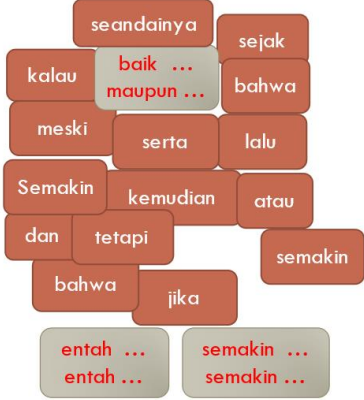 seandainya
sejak
kalau
baik ...
maupun ...
bahwa
meski
serta
lalu
Semakin
kemudian
atau
dan
tetapi
semakin
bahwa
jika
entah ...
entah ...
semakin ...
semakin ...